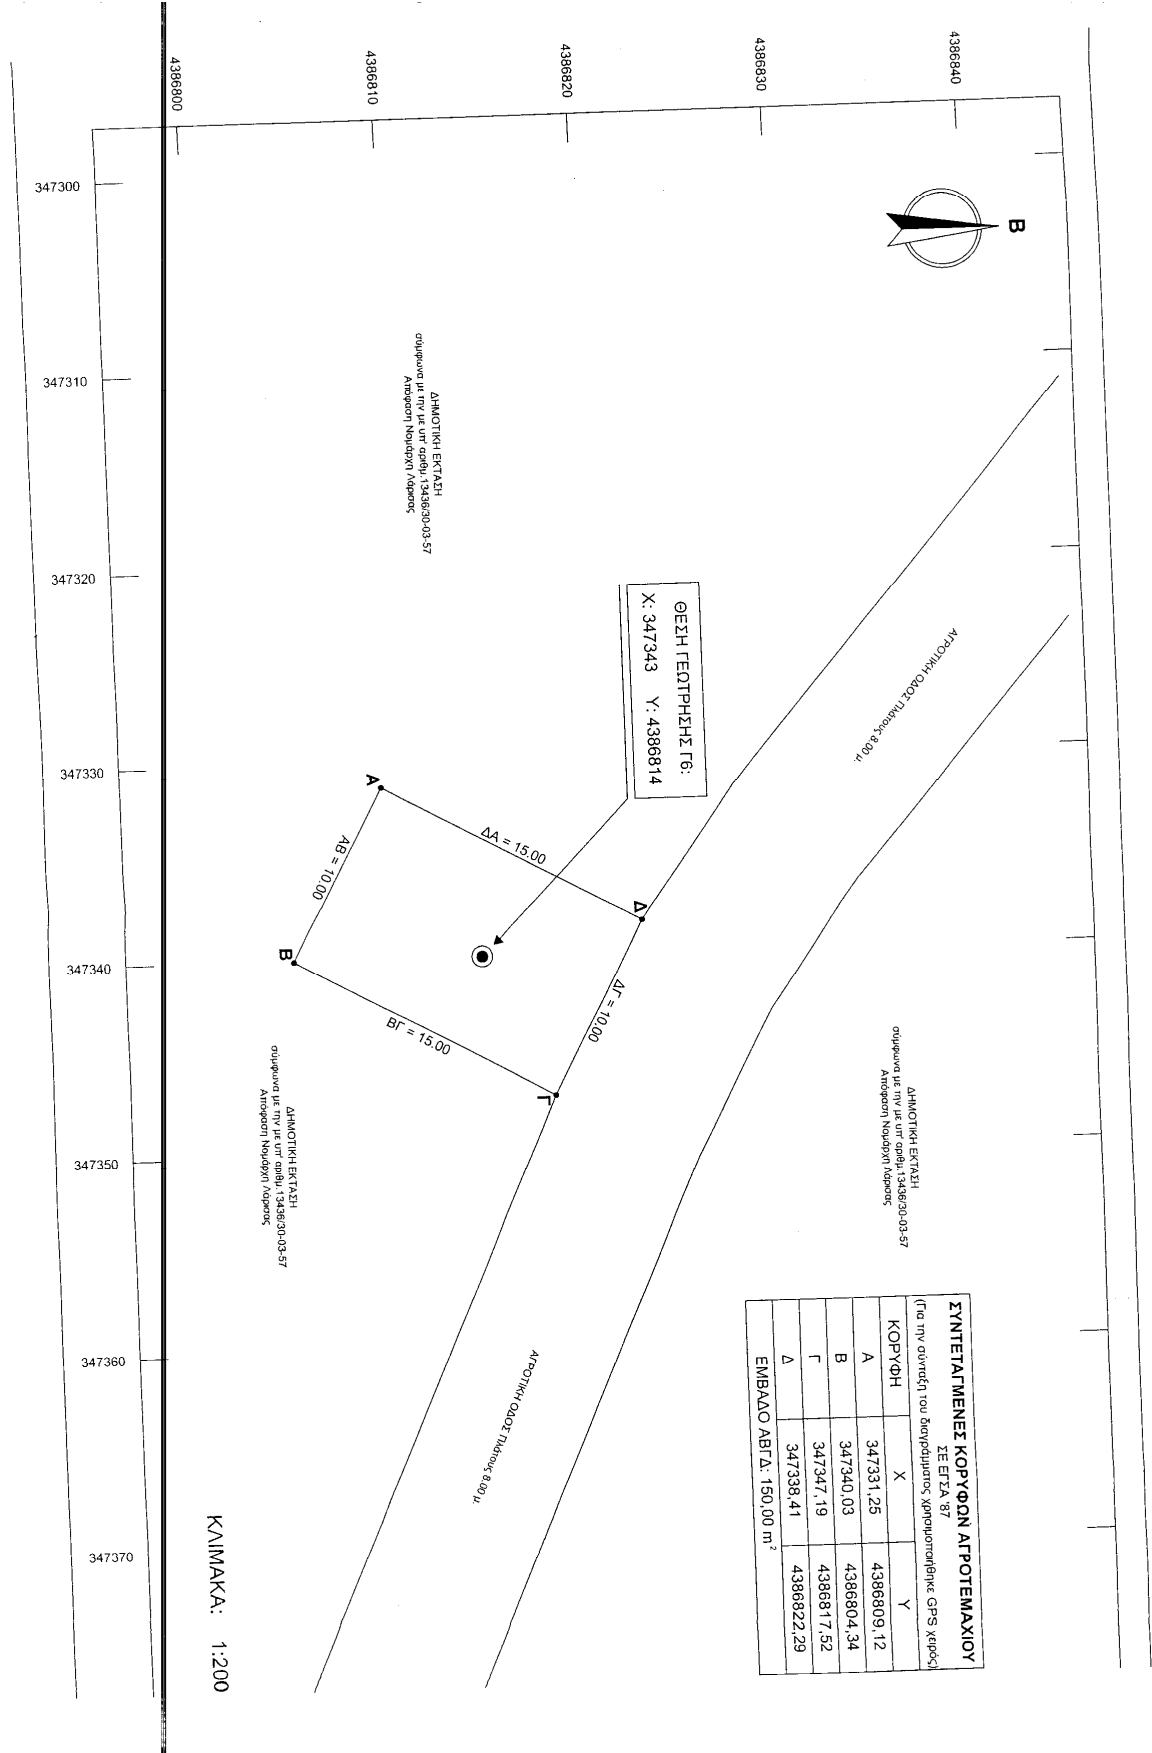 4386800
4386810
4386820
4386830
4386840
347300
347310
347320
347330
347340
347350
347360
347370
Β
ΔΗΜΟΤΙΚΗ ΕΚΤΑΣΗ
σύμφωνα με την με υπ' αριθμ.13436/30-03-57
Απόφαση Νομάρχη Λάρισας
ΘΕΣΗ ΓΕΩΤΡΗΣΗΣ Γ6:
Χ: 347343 Υ: 4386814
ΑΓΡΟΤΙΚΗ ΟΔΟΣ Πλάτους 8.00 μ.
Α
ΔΑ = 15.00
Δ
ΑΒ = 10.00
Β
ΔΓ = 10.00
ΒΓ = 15.00
Γ
ΔΗΜΟΤΙΚΗ ΕΚΤΑΣΗ
σύμφωνα με την με υπ' αριθμ.13436/30-03-57
Απόφαση Νομάρχη Λάρισας
ΔΗΜΟΤΙΚΗ ΕΚΤΑΣΗ
σύμφωνα με την με υπ' αριθμ.13436/30-03-57
Απόφαση Νομάρχη Λάρισας
ΑΓΡΟΤΙΚΗ ΟΔΟΣ Πλάτους 8.00 μ.
ΣΥΝΤΕΤΑΓΜΕΝΕΣ ΚΟΡΥΦΩΝ ΑΓΡΟΤΕΜΑΧΙΟΥ
ΣΕ ΕΓΣΑ '87
(Για την σύνταξη του διαγράμματος χρησιμοποιήθηκε GPS χειρός)
ΚΟΡΥΦΗ Χ Υ
Α 347331,25 4386809,12
Β 347340,03 4386804,34
Γ 347347,19 4386817,52
Δ 347338,41 4386822,29
ΕΜΒΑΔΟ ΑΒΓΔ: 150,00 m²
ΚΛΙΜΑΚΑ: 1:200